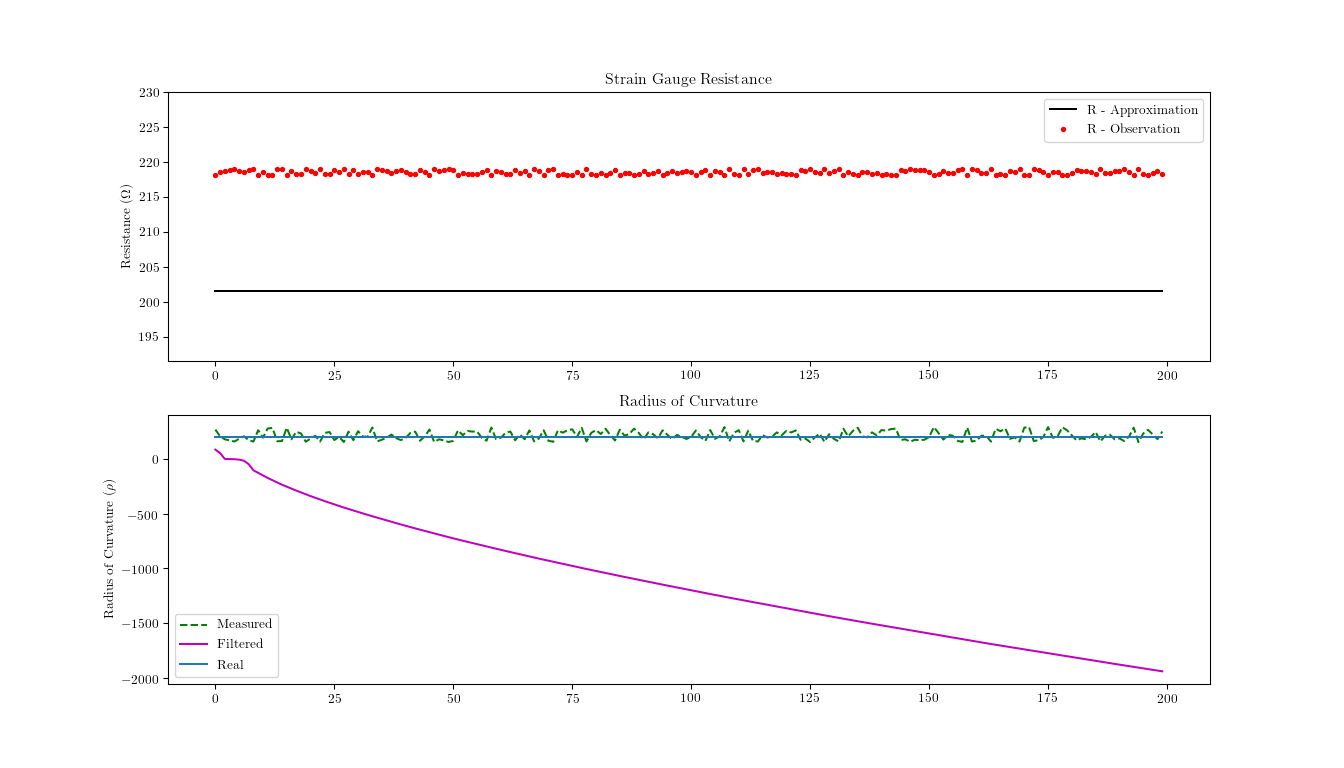 Strain Gauge Resistance
230
225
220
215
210
205
200
195
Resistance (Ω)
R - Approximation
R - Observation
0 25 50 75 100 125 150 175 200
Radius of Curvature
0
−500
−1000
−1500
−2000
Radius of Curvature (ρ)
Measured
Filtered
Real
0 25 50 75 100 125 150 175 200